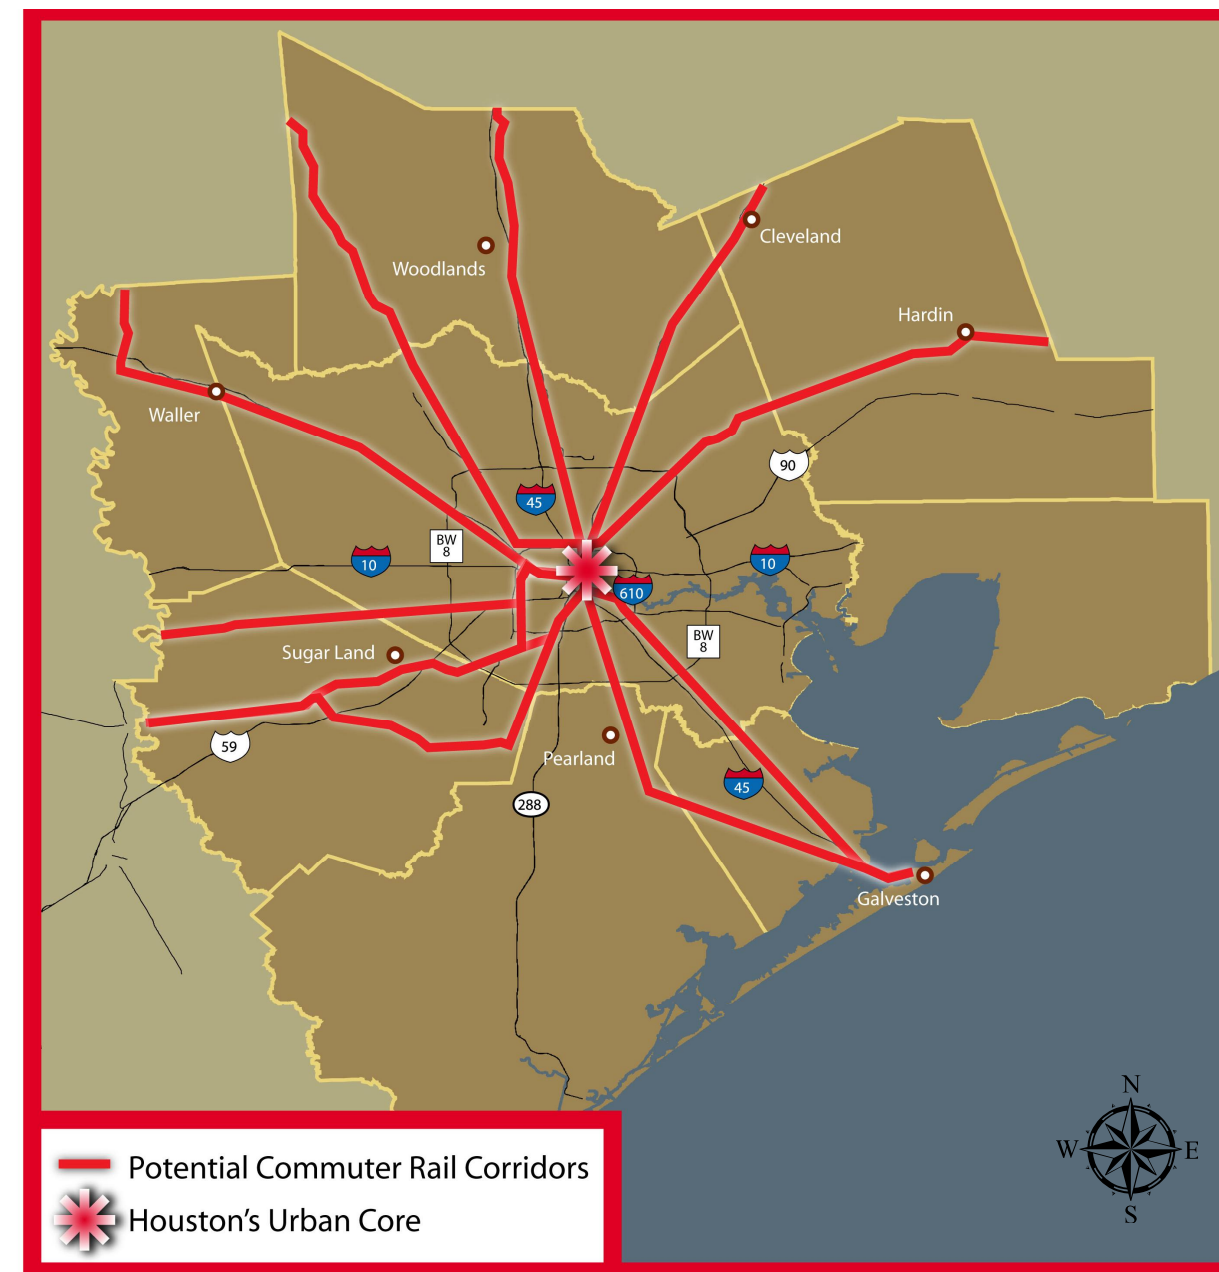 Cleveland
Woodlands
Hardin
Waller
90
45
BW
8
10
10
610
BW
8
Sugar Land
59
Pearland
45
288
Galveston
N
W
E
S
Potential Commuter Rail Corridors
Houston's Urban Core